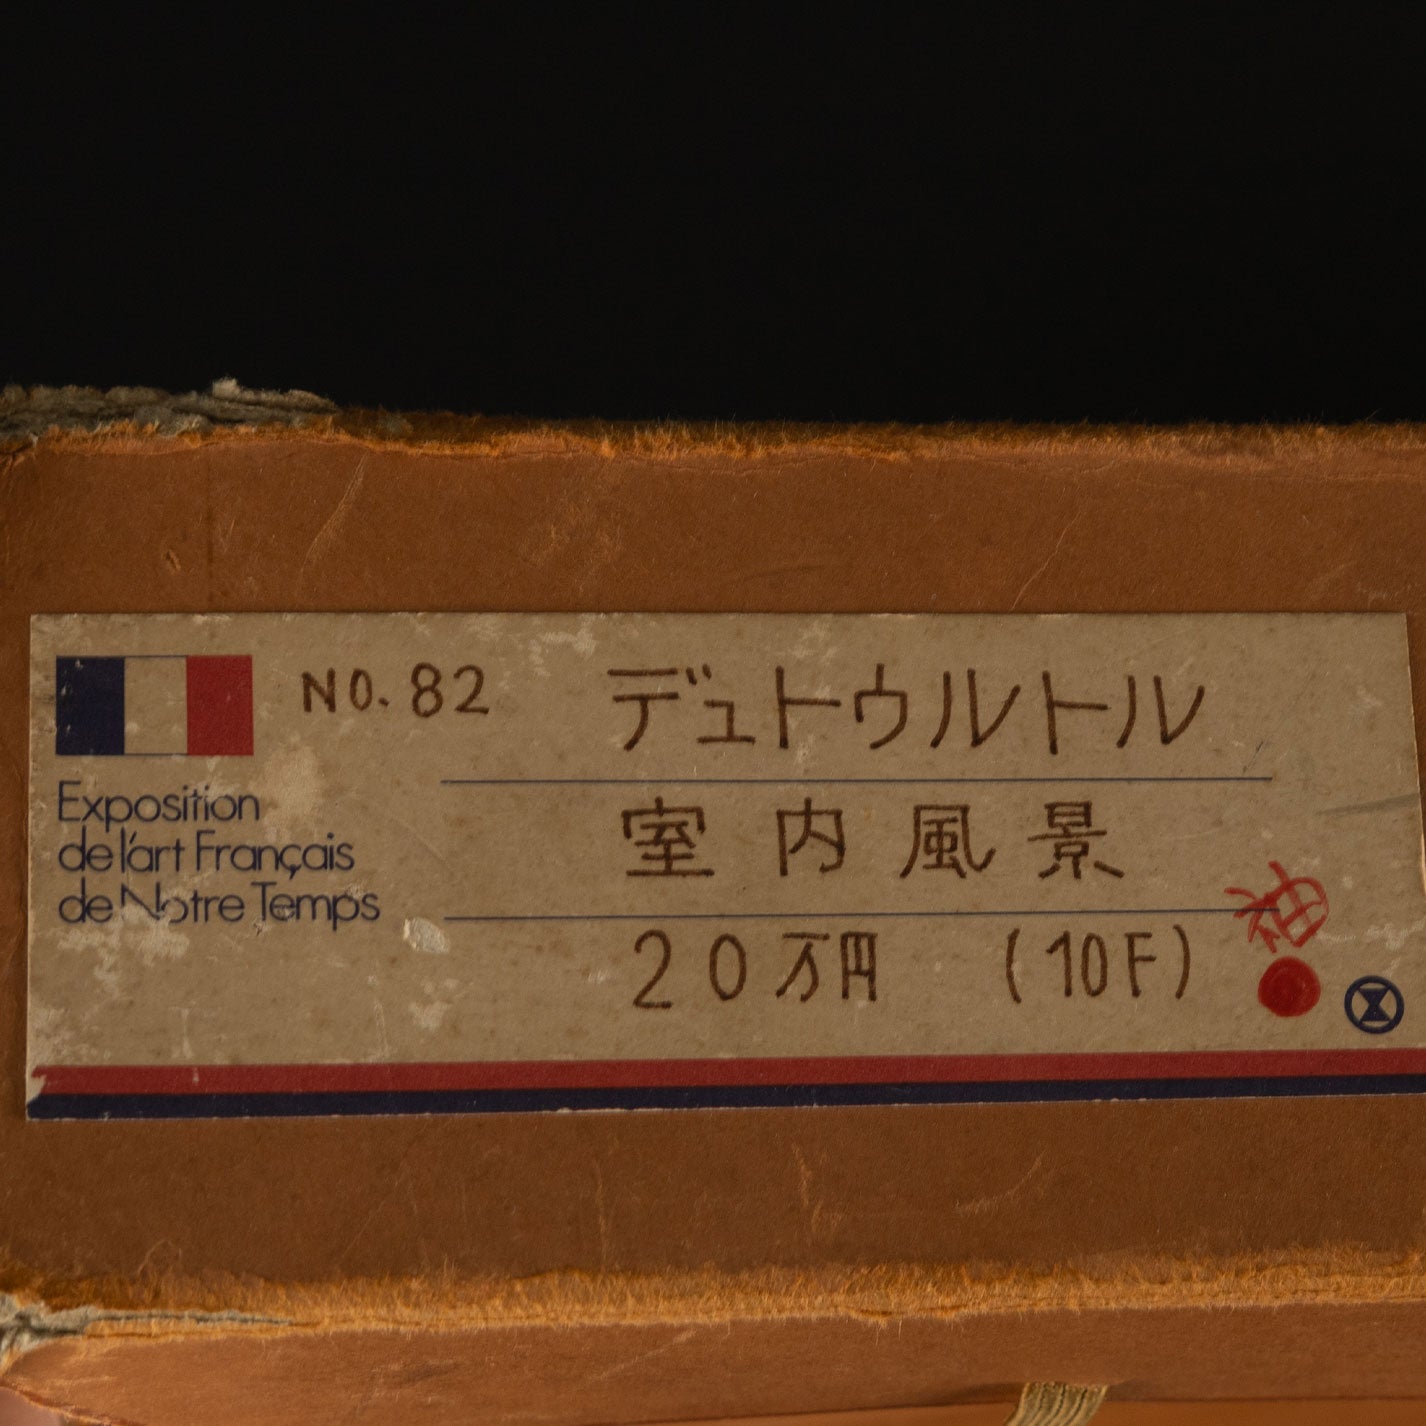 NO. 82
デュトウルトル
Exposition
de l'art Français
de Notre Temps
室内風景
20万円 (10F)
油